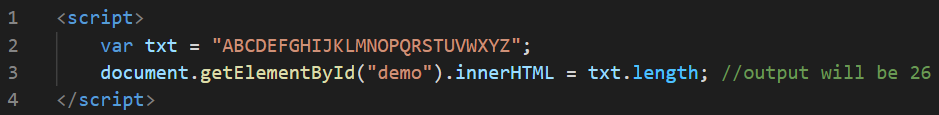 1 <script>
2 var txt = "ABCDEFGHIJKLMNOPQRSTUVWXYZ";
3 document.getElementById("demo").innerHTML = txt.length; //output will be 26
4 </script>